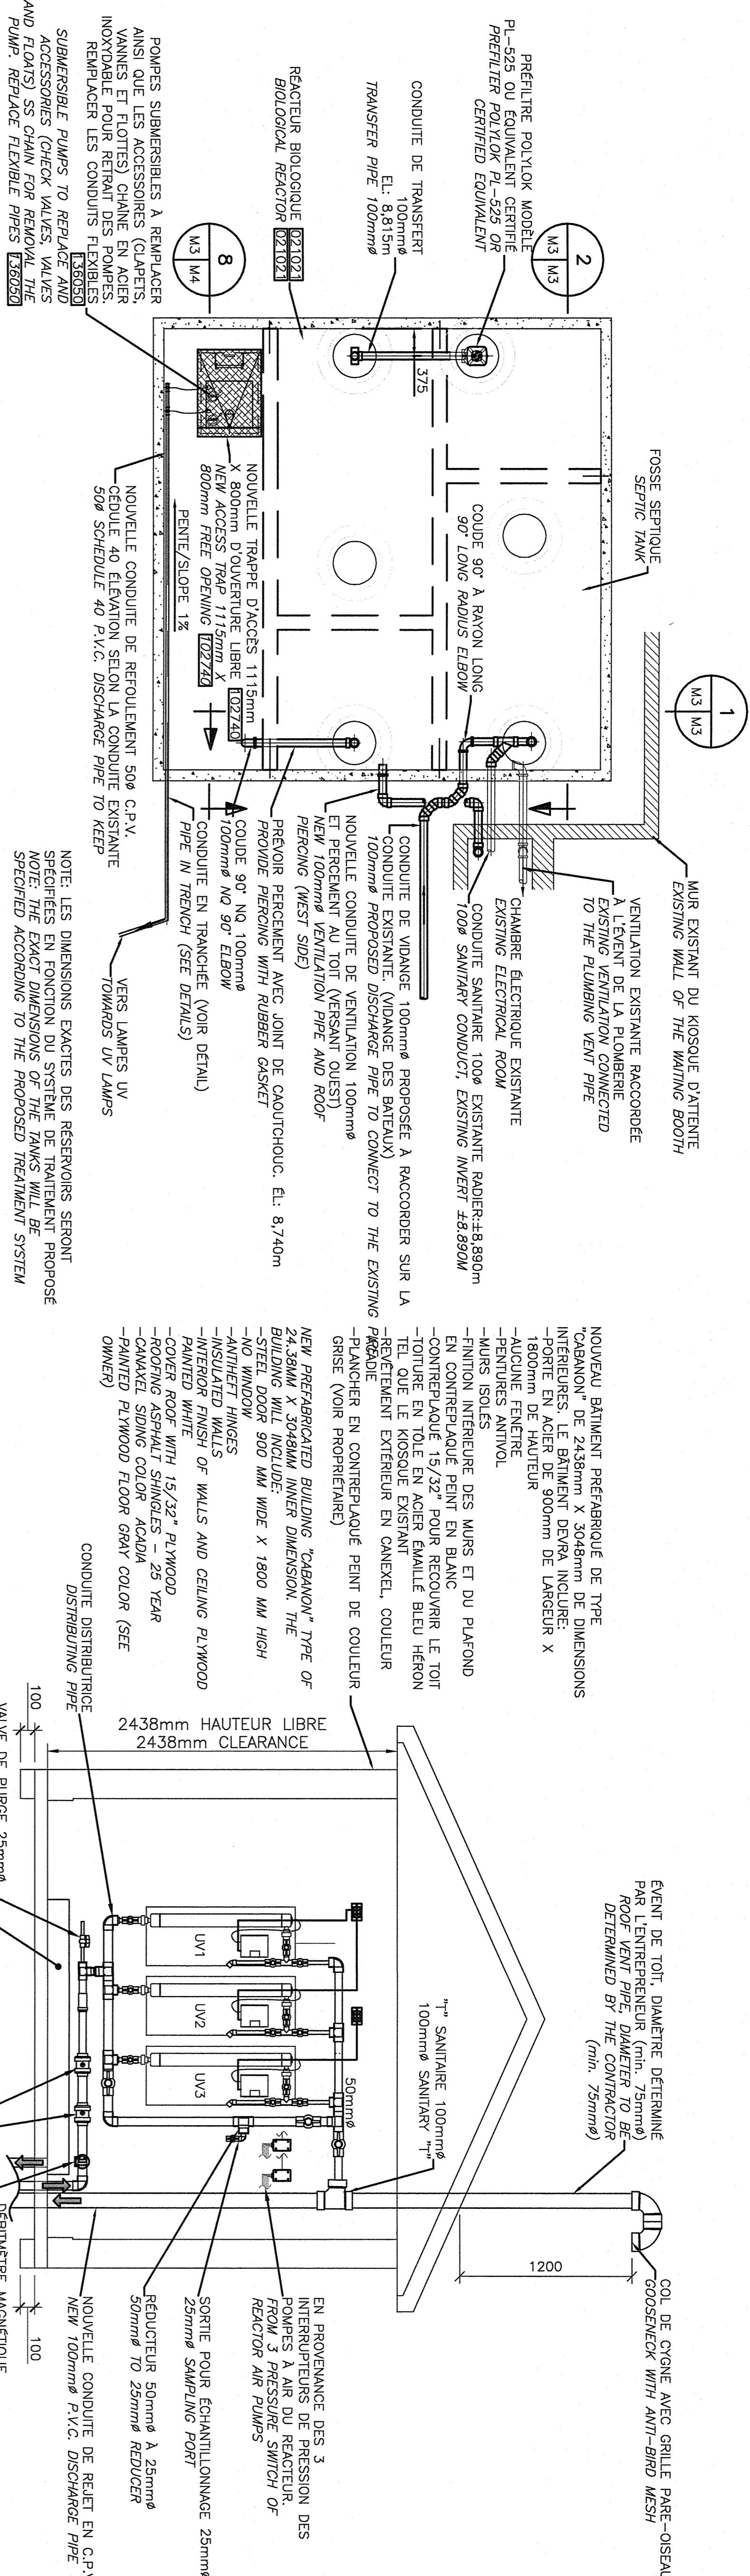 PRÉFILTRE POLYLOK MODÈLE
PL-525 OU ÉQUIVALENT CERTIFIÉ
PREFILTER POLYLOK PL-525 OR
CERTIFIED EQUIVALENT
CONDUITE DE TRANSFERT
100mmø
EL: 8,815m
TRANSFER PIPE 100mmø
RÉACTEUR BIOLOGIQUE 021021
BIOLOGICAL REACTOR 021021
POMPES SUBMERSIBLES À REMPLACER
AINSI QUE LES ACCESSOIRES (CLAPETS,
VANNES ET FLOTTES) CHAÎNE EN ACIER
INOXYDABLE POUR RETRAIT DES POMPES.
REMPLACER LES CONDUITS FLEXIBLES
136050
SUBMERSIBLE PUMPS TO REPLACE AND
ACCESSORIES (CHECK VALVES, VALVES
AND FLOATS) SS CHAIN FOR REMOVAL THE
PUMP. REPLACE FLEXIBLE PIPES 136050
2
M3 M3
8
M3 M4
1
M3 M3
375
FOSSE SEPTIQUE
SEPTIC TANK
COUDE 90° À RAYON LONG
90° LONG RADIUS ELBOW
NOUVELLE TRAPPE D'ACCÈS 1115mm
X 800mm D'OUVERTURE LIBRE 102740
NEW ACCESS TRAP 1115mm X
800mm FREE OPENING 102740
PENTE/SLOPE 1%
NOUVELLE CONDUITE DE REFOULEMENT 50ø C.P.V.
CÉDULE 40 ÉLÉVATION SELON LA CONDUITE EXISTANTE
50ø SCHEDULE 40 P.V.C. DISCHARGE PIPE TO KEEP
MUR EXISTANT DU KIOSQUE D'ATTENTE
EXISTING WALL OF THE WAITING BOOTH
VENTILATION EXISTANTE RACCORDÉE
À L'ÉVENT DE LA PLOMBERIE
EXISTING VENTILATION CONNECTED
TO THE PLUMBING VENT PIPE
CHAMBRE ÉLECTRIQUE EXISTANTE
EXISTING ELECTRICAL ROOM
CONDUITE SANITAIRE 100ø EXISTANTE RADIER:±8,890m
100ø SANITARY CONDUCT, EXISTING INVERT ±8.890M
CONDUITE DE VIDANGE 100mmø PROPOSÉE À RACCORDER SUR LA
CONDUITE EXISTANTE. (VIDANGE DES BATEAUX)
100mmø PROPOSED DISCHARGE PIPE TO CONNECT TO THE EXISTING PIPE
NOUVELLE CONDUITE DE VENTILATION 100mmø
ET PERCEMENT AU TOIT (VERSANT OUEST)
NEW 100mmø VENTILATION PIPE AND ROOF
PIERCING (WEST SIDE)
PRÉVOIR PERCEMENT AVEC JOINT DE CAOUTCHOUC. ÉL: 8,740m
PROVIDE PIERCING WITH RUBBER GASKET
COUDE 90° NQ 100mmø
100mmø NQ 90° ELBOW
CONDUITE EN TRANCHÉE (VOIR DÉTAIL)
PIPE IN TRENCH (SEE DETAILS)
VERS LAMPES UV
TOWARDS UV LAMPS
NOTE: LES DIMENSIONS EXACTES DES RÉSERVOIRS SERONT
SPÉCIFIÉES EN FONCTION DU SYSTÈME DE TRAITEMENT PROPOSÉ
NOTE: THE EXACT DIMENSIONS OF THE TANKS WILL BE
SPECIFIED ACCORDING TO THE PROPOSED TREATMENT SYSTEM
NOUVEAU BÂTIMENT PRÉFABRIQUÉ DE TYPE
"CABANON" DE 2438mm X 3048mm DE DIMENSIONS
INTÉRIEURES. LE BÂTIMENT DEVRA INCLURE:
-PORTE EN ACIER DE 900mm DE LARGEUR X
1800mm DE HAUTEUR
-AUCUNE FENÊTRE
-PENTURES ANTIVOL
-MURS ISOLÉS
-FINITION INTÉRIEURE DES MURS ET DU PLAFOND
EN CONTREPLAQUÉ PEINT EN BLANC
-CONTREPLAQUÉ 15/32" POUR RECOUVRIR LE TOIT
-TOITURE EN TÔLE EN ACIER ÉMAILLÉ BLEU HÉRON
TEL QUE LE KIOSQUE EXISTANT
-REVÊTEMENT EXTÉRIEUR EN CANEXEL, COULEUR
ACADIE
-PLANCHER EN CONTREPLAQUÉ PEINT DE COULEUR
GRISE (VOIR PROPRIÉTAIRE)
NEW PREFABRICATED BUILDING "CABANON" TYPE OF
24.38MM X 3048MM INNER DIMENSION. THE
BUILDING WILL INCLUDE:
-STEEL DOOR 900 MM WIDE X 1800 MM HIGH
-NO WINDOW
-ANTIHEFT HINGES
-INSULATED WALLS
-INTERIOR FINISH OF WALLS AND CEILING PLYWOOD
PAINTED WHITE
-COVER ROOF WITH 15/32" PLYWOOD
-ROOFING ASPHALT SHINGLES - 25 YEAR
-CANAXEL SIDING COLOR ACADIA
-PAINTED PLYWOOD FLOOR GRAY COLOR (SEE
OWNER)
CONDUITE DISTRIBUTRICE
DISTRIBUTING PIPE
100
2438mm HAUTEUR LIBRE
2438mm CLEARANCE
VALVE DE PURGE 25mmø
UV1
UV2
UV3
50mmø
"T" SANITAIRE 100mmø
100mmø SANITARY "T"
ÉVENT DE TOÎT, DIAMÈTRE DÉTERMINÉ
PAR L'ENTREPRENEUR (min. 75mmø)
ROOF VENT PIPE, DIAMETER TO BE
DETERMINED BY THE CONTRACTOR
(min. 75mmø)
1200
COL DE CYGNE AVEC GRILLE PARE-OISEAU
GOOSENECK WITH ANTI-BIRD MESH
EN PROVENANCE DES 3
INTERRUPTEURS DE PRESSION DES
POMPES À AIR DU REACTEUR.
FROM 3 PRESSURE SWITCH OF
REACTOR AIR PUMPS
SORTIE POUR ÉCHANTILLONNAGE 25mmø
25mmø SAMPLING PORT
RÉDUCTEUR 50mmø À 25mmø
50mmø TO 25mmø REDUCER
NOUVELLE CONDUITE DE REJET EN C.P.V.
NEW 100mmø P.V.C. DISCHARGE PIPE
100
DÉBITMÈTRE MAGNÉTIQUE